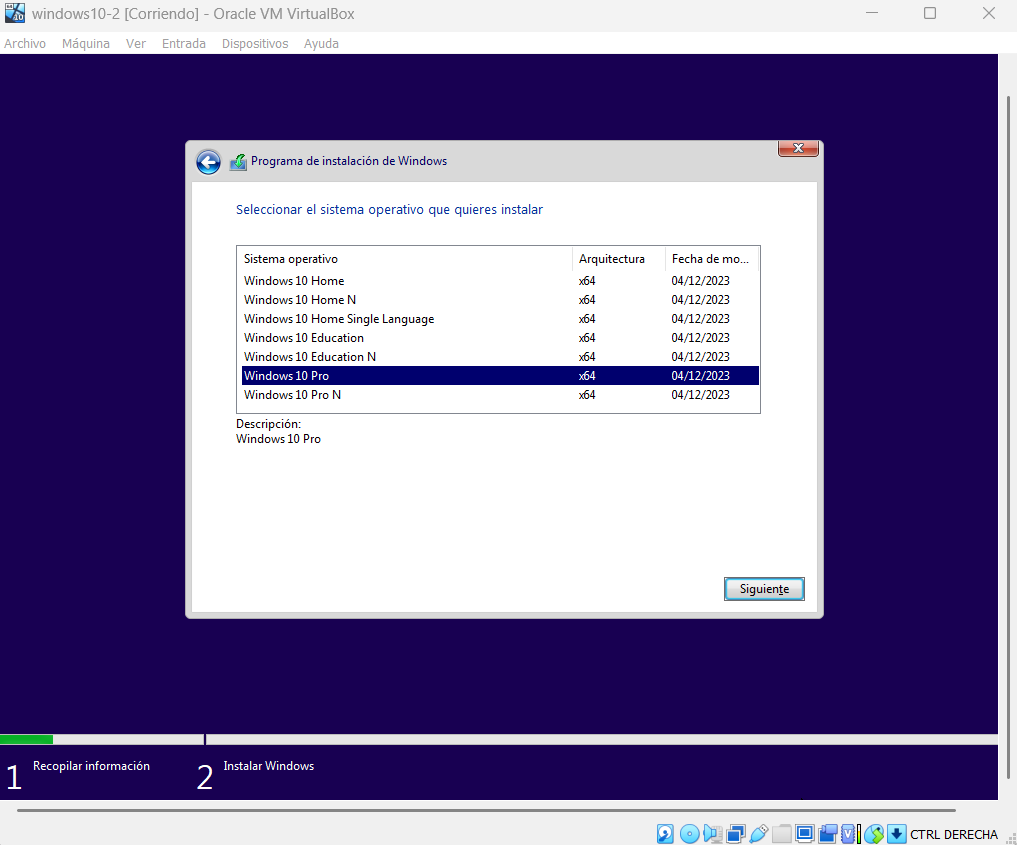 windows10-2 [Corriendo] - Oracle VM VirtualBox
Archivo Máquina Ver Entrada Dispositivos Ayuda
Programa de instalación de Windows
Seleccionar el sistema operativo que quieres instalar
Sistema operativo Arquitectura Fecha de mo...
Windows 10 Home x64 04/12/2023
Windows 10 Home N x64 04/12/2023
Windows 10 Home Single Language x64 04/12/2023
Windows 10 Education x64 04/12/2023
Windows 10 Education N x64 04/12/2023
Windows 10 Pro x64 04/12/2023
Windows 10 Pro N x64 04/12/2023
Descripción:
Windows 10 Pro
Siguiente
1 Recopilar información 2 Instalar Windows
CTRL DERECHA